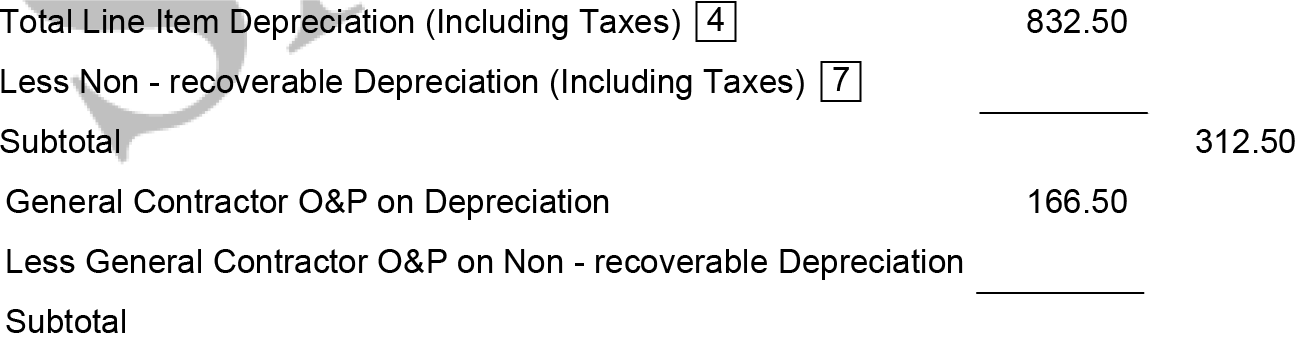 Total Line Item Depreciation (Including Taxes) 4 832.50
Less Non - recoverable Depreciation (Including Taxes) 7
Subtotal 312.50
General Contractor O&P on Depreciation 166.50
Less General Contractor O&P on Non - recoverable Depreciation
Subtotal